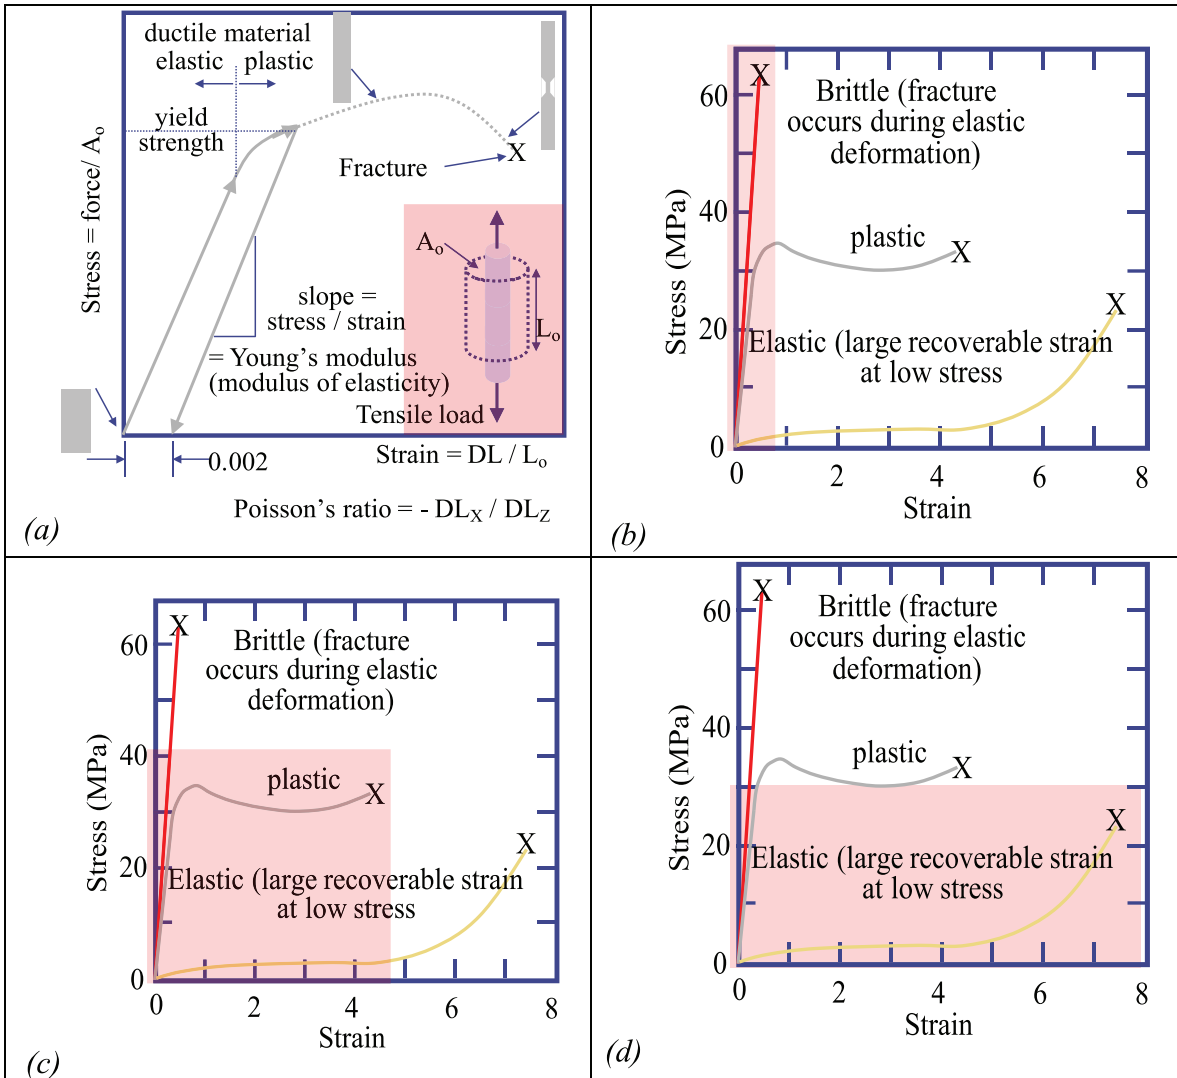 ductile material
elastic
plastic
yield
strength
Stress = force/ Ao
Fracture
X
Ao
Lo
slope =
stress / strain
= Young’s modulus
(modulus of elasticity)
Tensile load
0.002
Strain = DL / Lo
Poisson’s ratio = - DLX / DLZ
(a)
X
Brittle (fracture
occurs during elastic
deformation)
60
40
20
0
Stress (MPa)
plastic
X
X
Elastic (large recoverable strain
at low stress
0 2 4 6 8
Strain
(b)
X
Brittle (fracture
occurs during elastic
deformation)
60
40
20
0
Stress (MPa)
plastic
X
X
Elastic (large recoverable strain
at low stress
0 2 4 6 8
Strain
(c)
X
Brittle (fracture
occurs during elastic
deformation)
60
40
20
0
Stress (MPa)
plastic
X
X
Elastic (large recoverable strain
at low stress
0 2 4 6 8
Strain
(d)